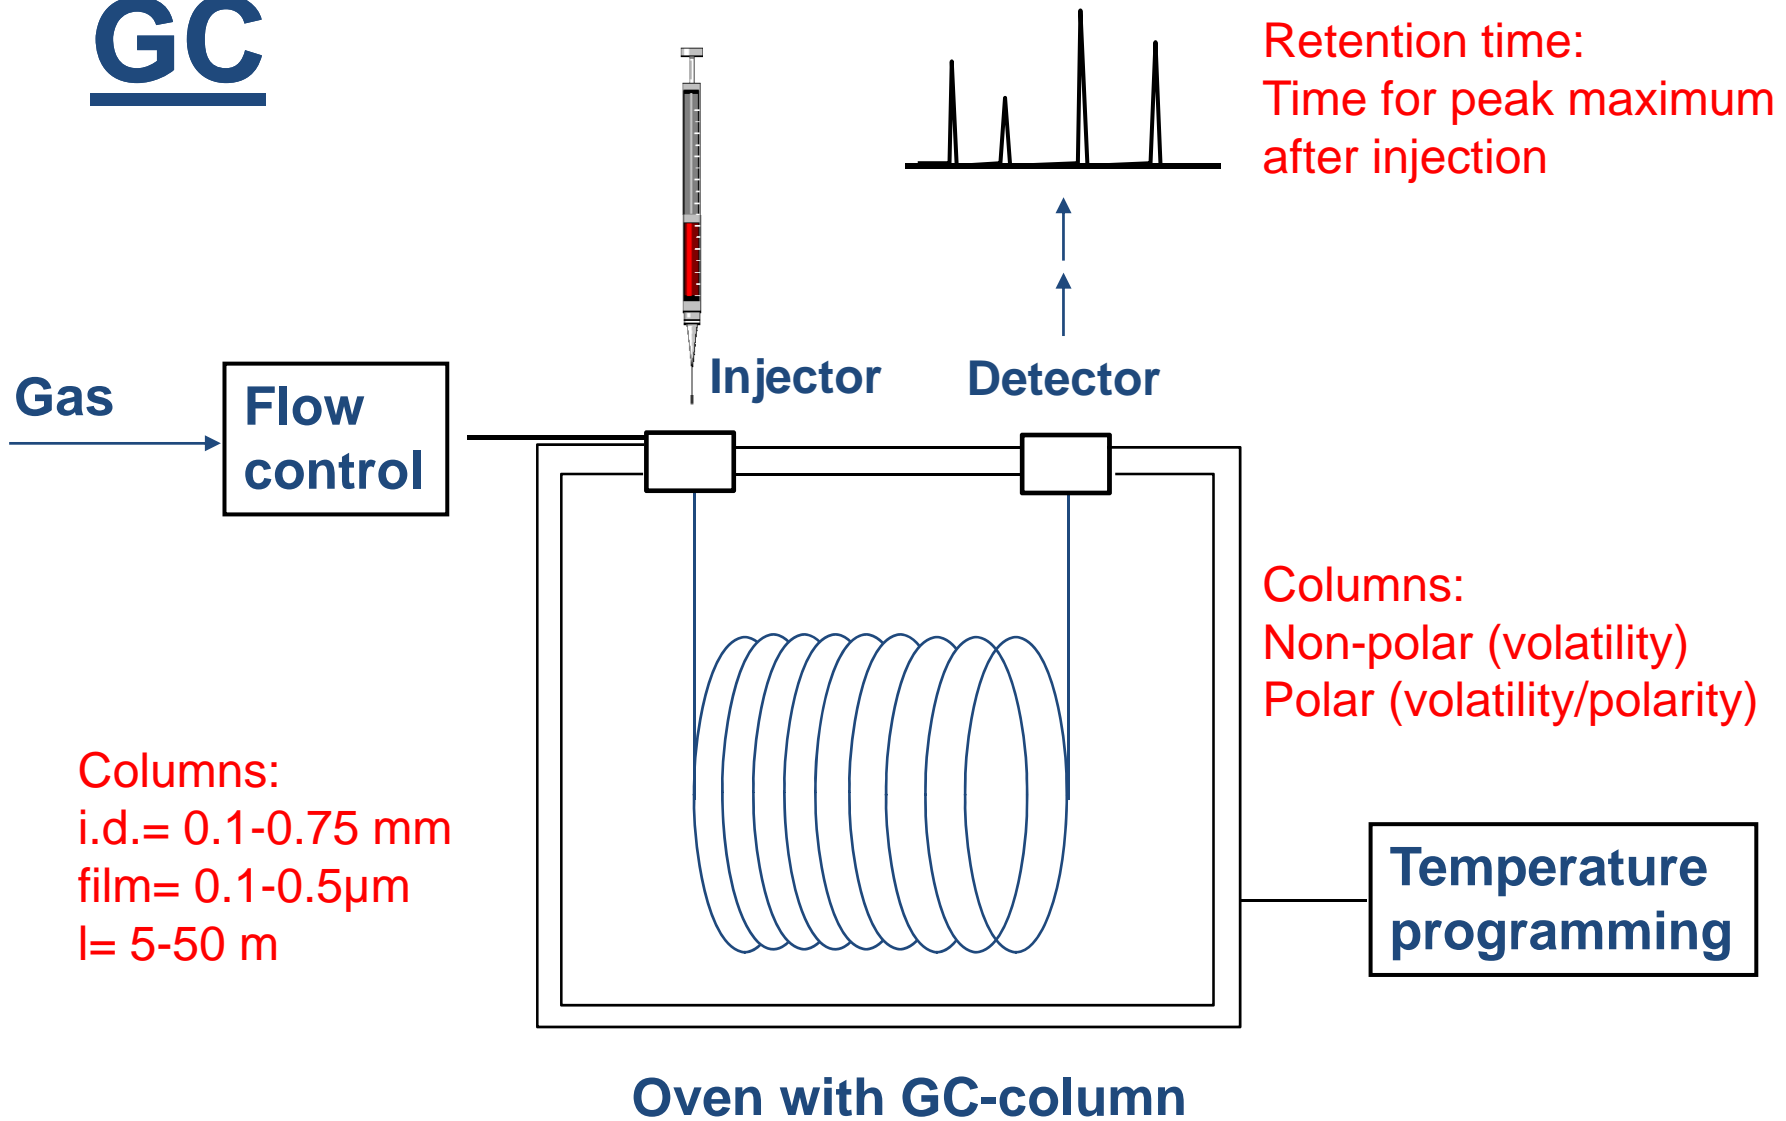 GC
Retention time:
Time for peak maximum
after injection
Injector
Detector
Gas
Flow
control
Columns:
Non-polar (volatility)
Polar (volatility/polarity)
Columns:
i.d.= 0.1-0.75 mm
film= 0.1-0.5µm
l= 5-50 m
Temperature
programming
Oven with GC-column